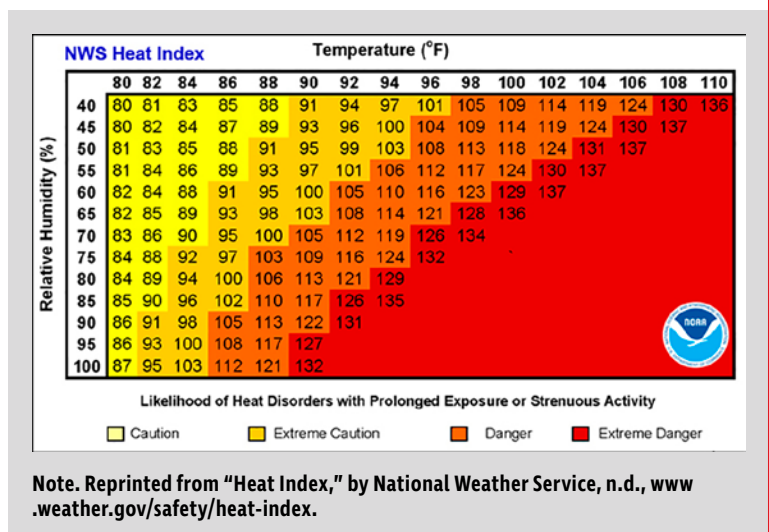 NWS Heat Index Temperature (°F)
80 82 84 86 88 90 92 94 96 98 100 102 104 106 108 110
40 80 81 83 85 88 91 94 97 101 105 109 114 119 124 130 136
45 80 82 84 87 89 93 96 100 104 109 114 119 124 130 137
50 81 83 85 88 91 95 99 103 108 113 118 124 131 137
55 81 84 86 89 93 97 101 106 112 117 124 130 137
60 82 84 88 91 95 100 105 110 116 123 129 137
65 82 85 89 93 98 103 108 114 121 128 136
70 83 86 90 95 100 105 112 119 126 134
75 84 88 92 97 103 109 116 124 132
80 84 89 94 100 106 113 121 129
85 85 90 96 102 110 117 126 135
90 86 91 98 105 113 122 131
95 86 93 100 108 117 127
100 87 95 103 112 121 132
Relative Humidity (%)
NOAA
Likelihood of Heat Disorders with Prolonged Exposure or Strenuous Activity
Caution Extreme Caution Danger Extreme Danger
Note. Reprinted from “Heat Index,” by National Weather Service, n.d., www
.weather.gov/safety/heat-index.